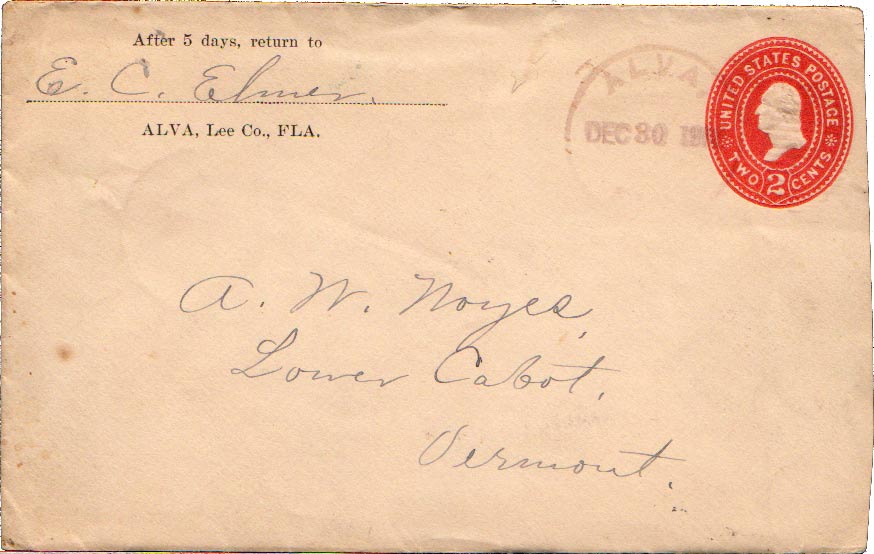 After 5 days, return to
E. C. Elmer.
ALVA, Lee Co., FLA.
ALVA
DEC 30
UNITED STATES POSTAGE
TWO 2 CENTS
A. W. Noyes,
Lower Cabot,
Vermont.